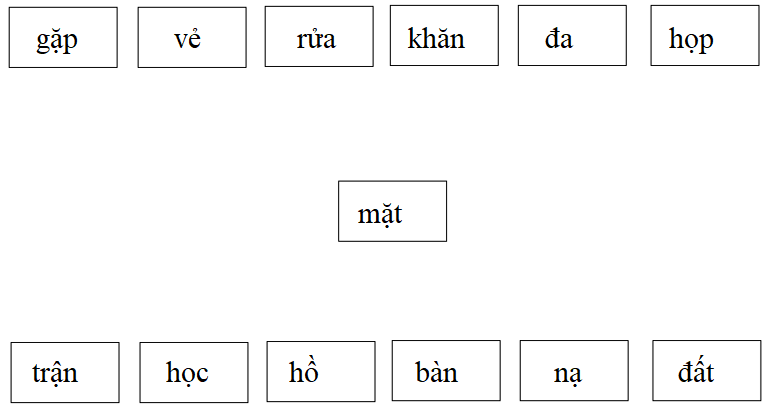 gặp vẻ rửa khăn đa họp
mặt
trận học hồ bàn nạ đất